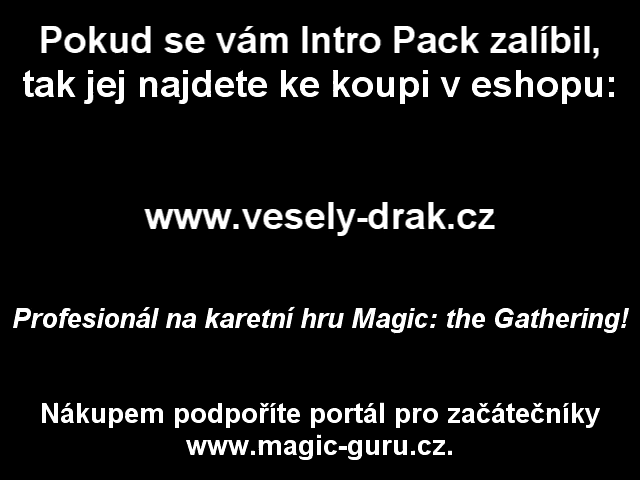 Pokud se vám Intro Pack zalíbil,
tak jej najdete ke koupi v eshopu:
www.vesely-drak.cz
Profesionál na karetní hru Magic: the Gathering!
Nákupem podpoříte portál pro začátečníky
www.magic-guru.cz.